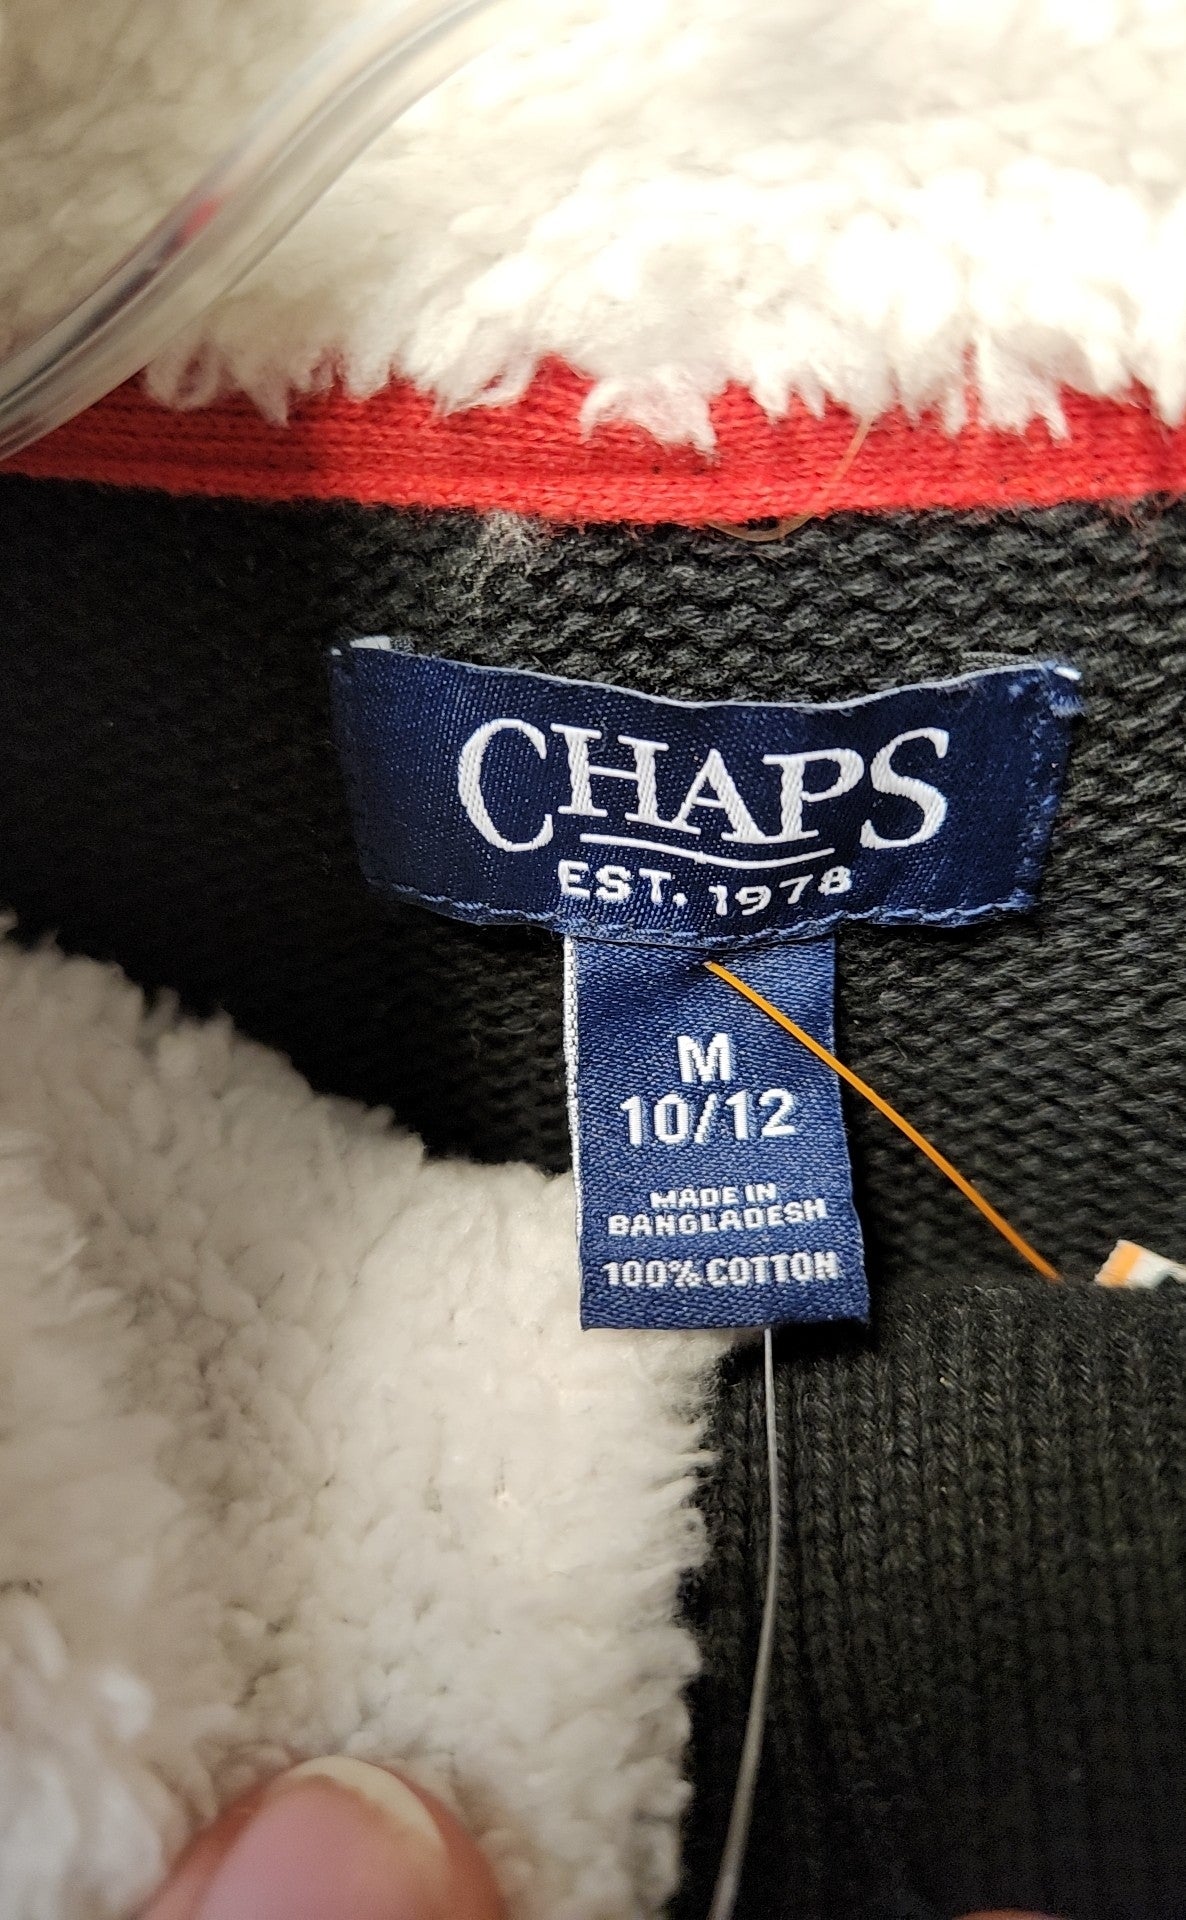 CHAPS
EST. 1978
M
10/12
MADE IN
BANGLADESH
100% COTTON